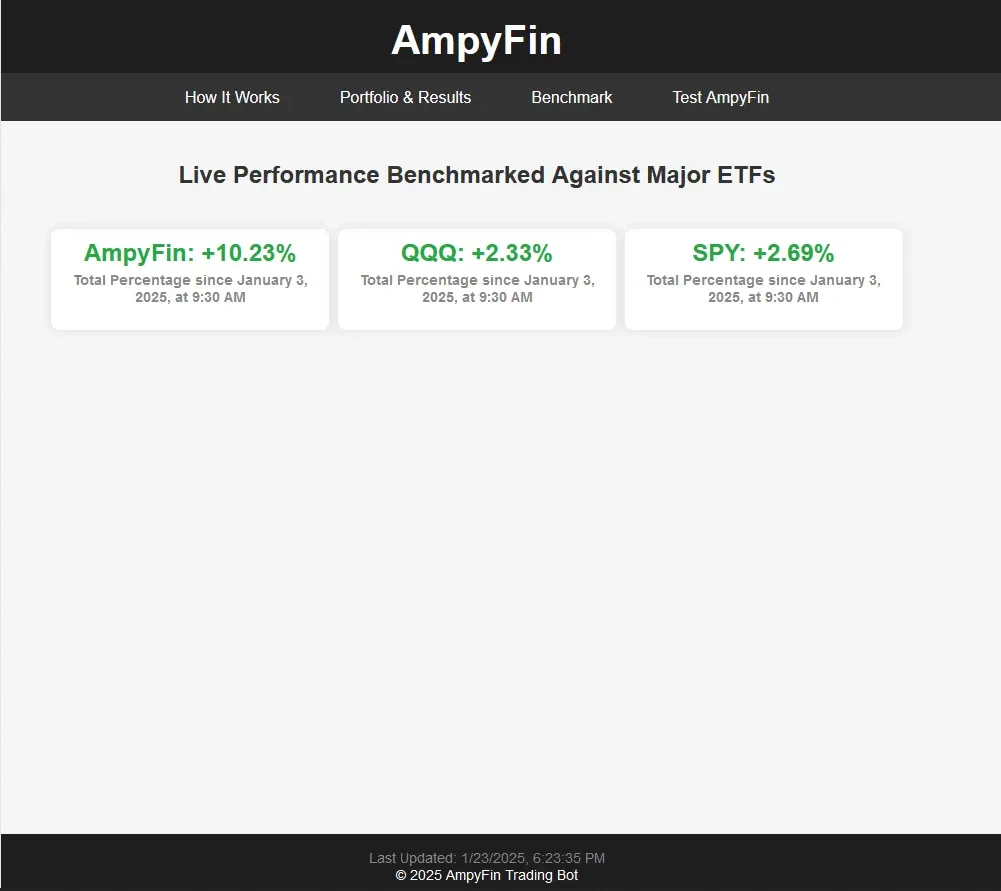 AmpyFin
How It Works
Portfolio & Results
Benchmark
Test AmpyFin
Live Performance Benchmarked Against Major ETFs
AmpyFin: +10.23%
Total Percentage since January 3,
2025, at 9:30 AM
QQQ: +2.33%
Total Percentage since January 3,
2025, at 9:30 AM
SPY: +2.69%
Total Percentage since January 3,
2025, at 9:30 AM
Last Updated: 1/23/2025, 6:23:35 PM
© 2025 AmpyFin Trading Bot